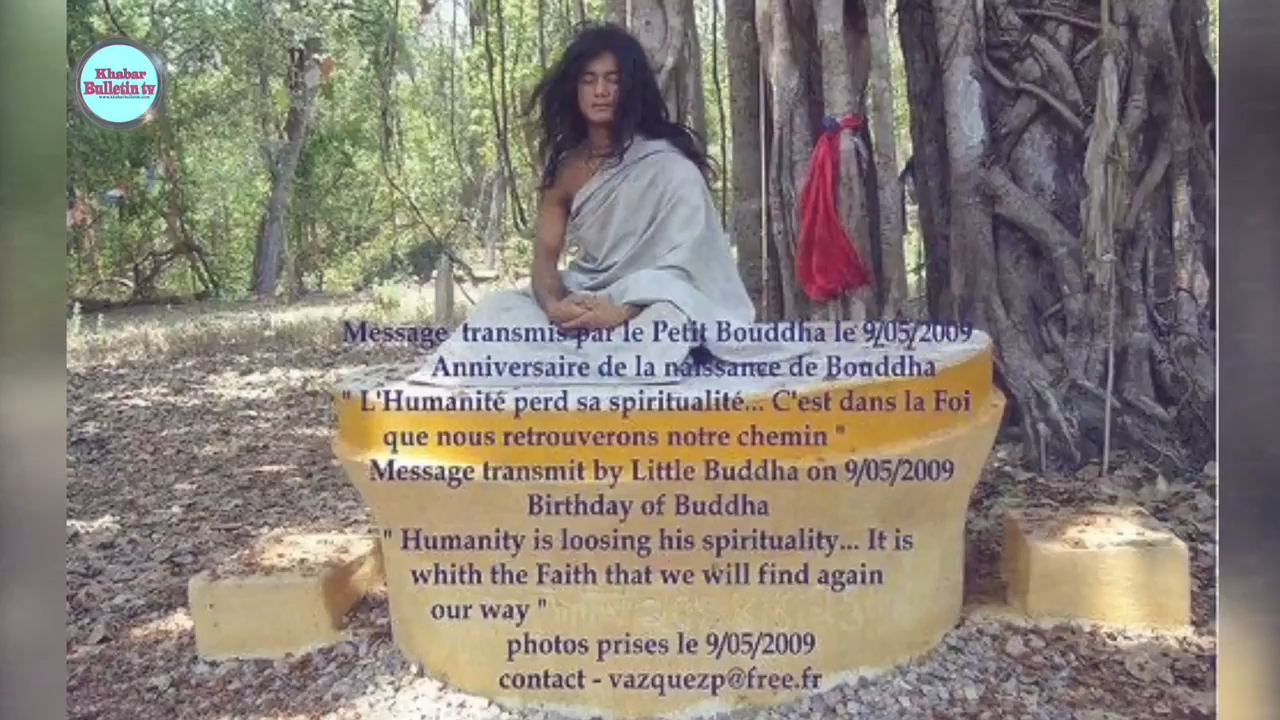 Khabar
Bulletin tv
Message transmis par le Petit Bouddha le 9/05/2009
Anniversaire de la naissance de Bouddha
" L'Humanité perd sa spiritualité... C'est dans la Foi
que nous retrouverons notre chemin "
Message transmit by Little Buddha on 9/05/2009
Birthday of Buddha
" Humanity is loosing his spirituality... It is
whith the Faith that we will find again
our way "
photos prises le 9/05/2009
contact - vazquezp@free.fr